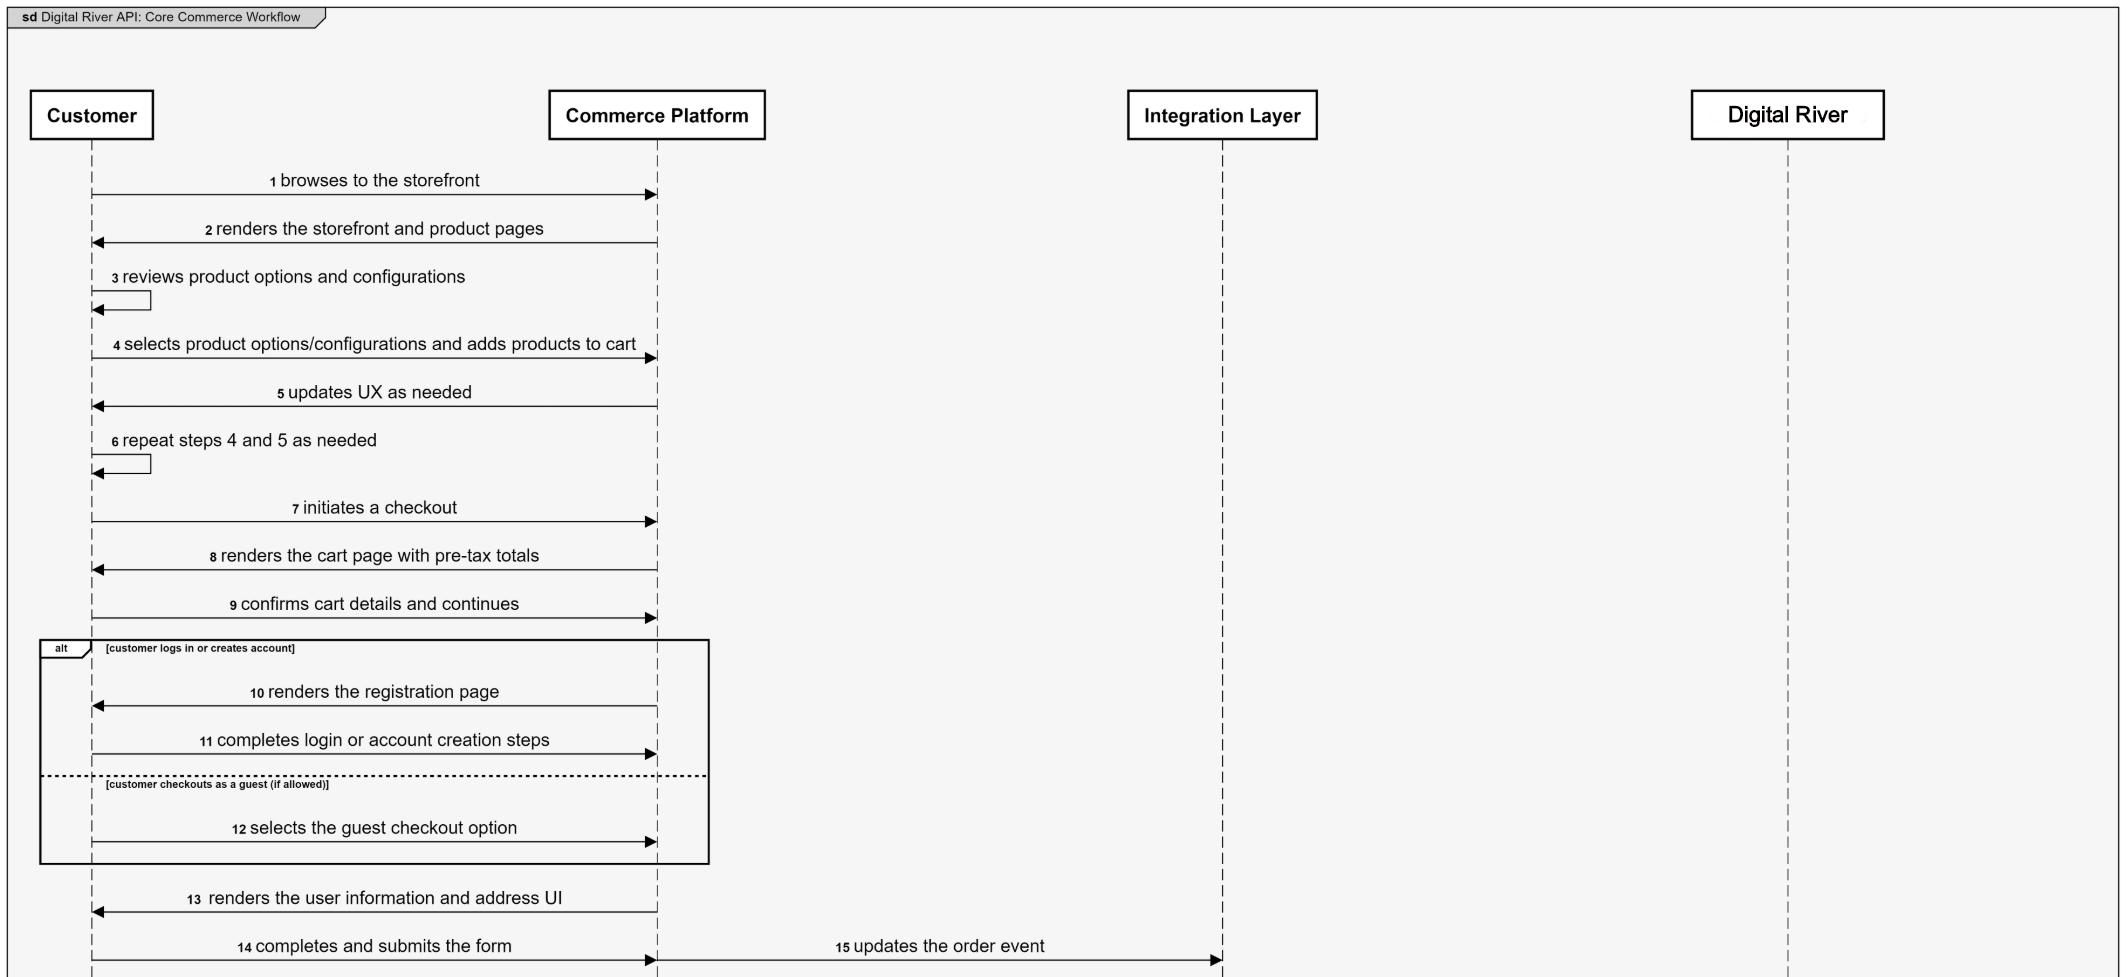 sd Digital River API: Core Commerce Workflow
Customer
Commerce Platform
Integration Layer
Digital River
1 browses to the storefront
2 renders the storefront and product pages
3 reviews product options and configurations
4 selects product options/configurations and adds products to cart
5 updates UX as needed
6 repeat steps 4 and 5 as needed
7 initiates a checkout
8 renders the cart page with pre-tax totals
9 confirms cart details and continues
alt
[customer logs in or creates account]
10 renders the registration page
11 completes login or account creation steps
[customer checkouts as a guest (if allowed)]
12 selects the guest checkout option
13 renders the user information and address UI
14 completes and submits the form
15 updates the order event